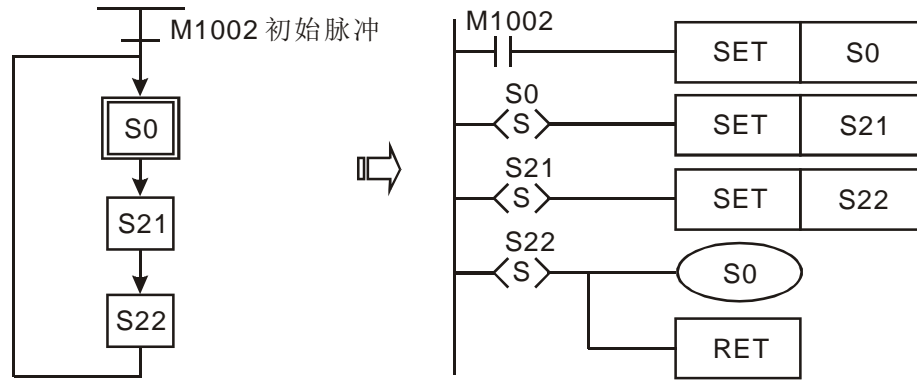 M1002 初始脉冲
S0
S21
S22
M1002
SET S0
S0
S
SET S21
S21
S
SET S22
S22
S
S0
RET